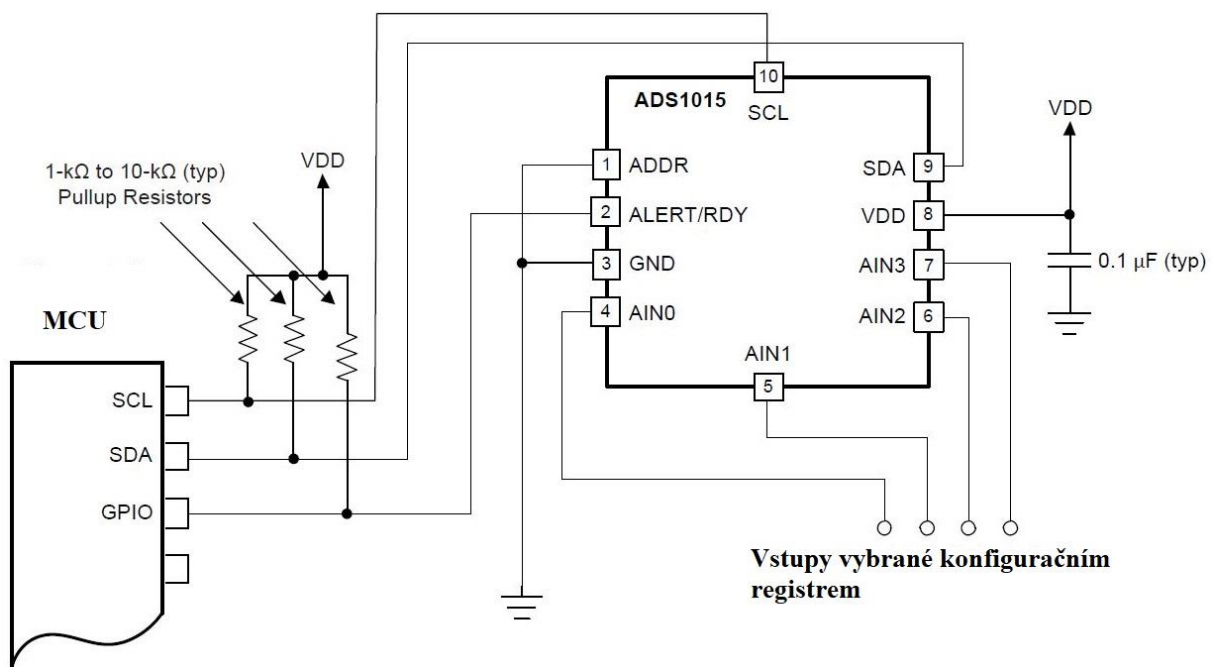 10
ADS1015
SCL
VDD
1-kΩ to 10-kΩ (typ)
Pullup Resistors
VDD
1
ADDR
SDA
9
2
ALERT/RDY
VDD
8
3
GND
AIN3
7
0.1 μF (typ)
4
AIN0
AIN2
6
MCU
AIN1
5
SCL
SDA
GPIO
Vstupy vybrané konfiguračním
registrem